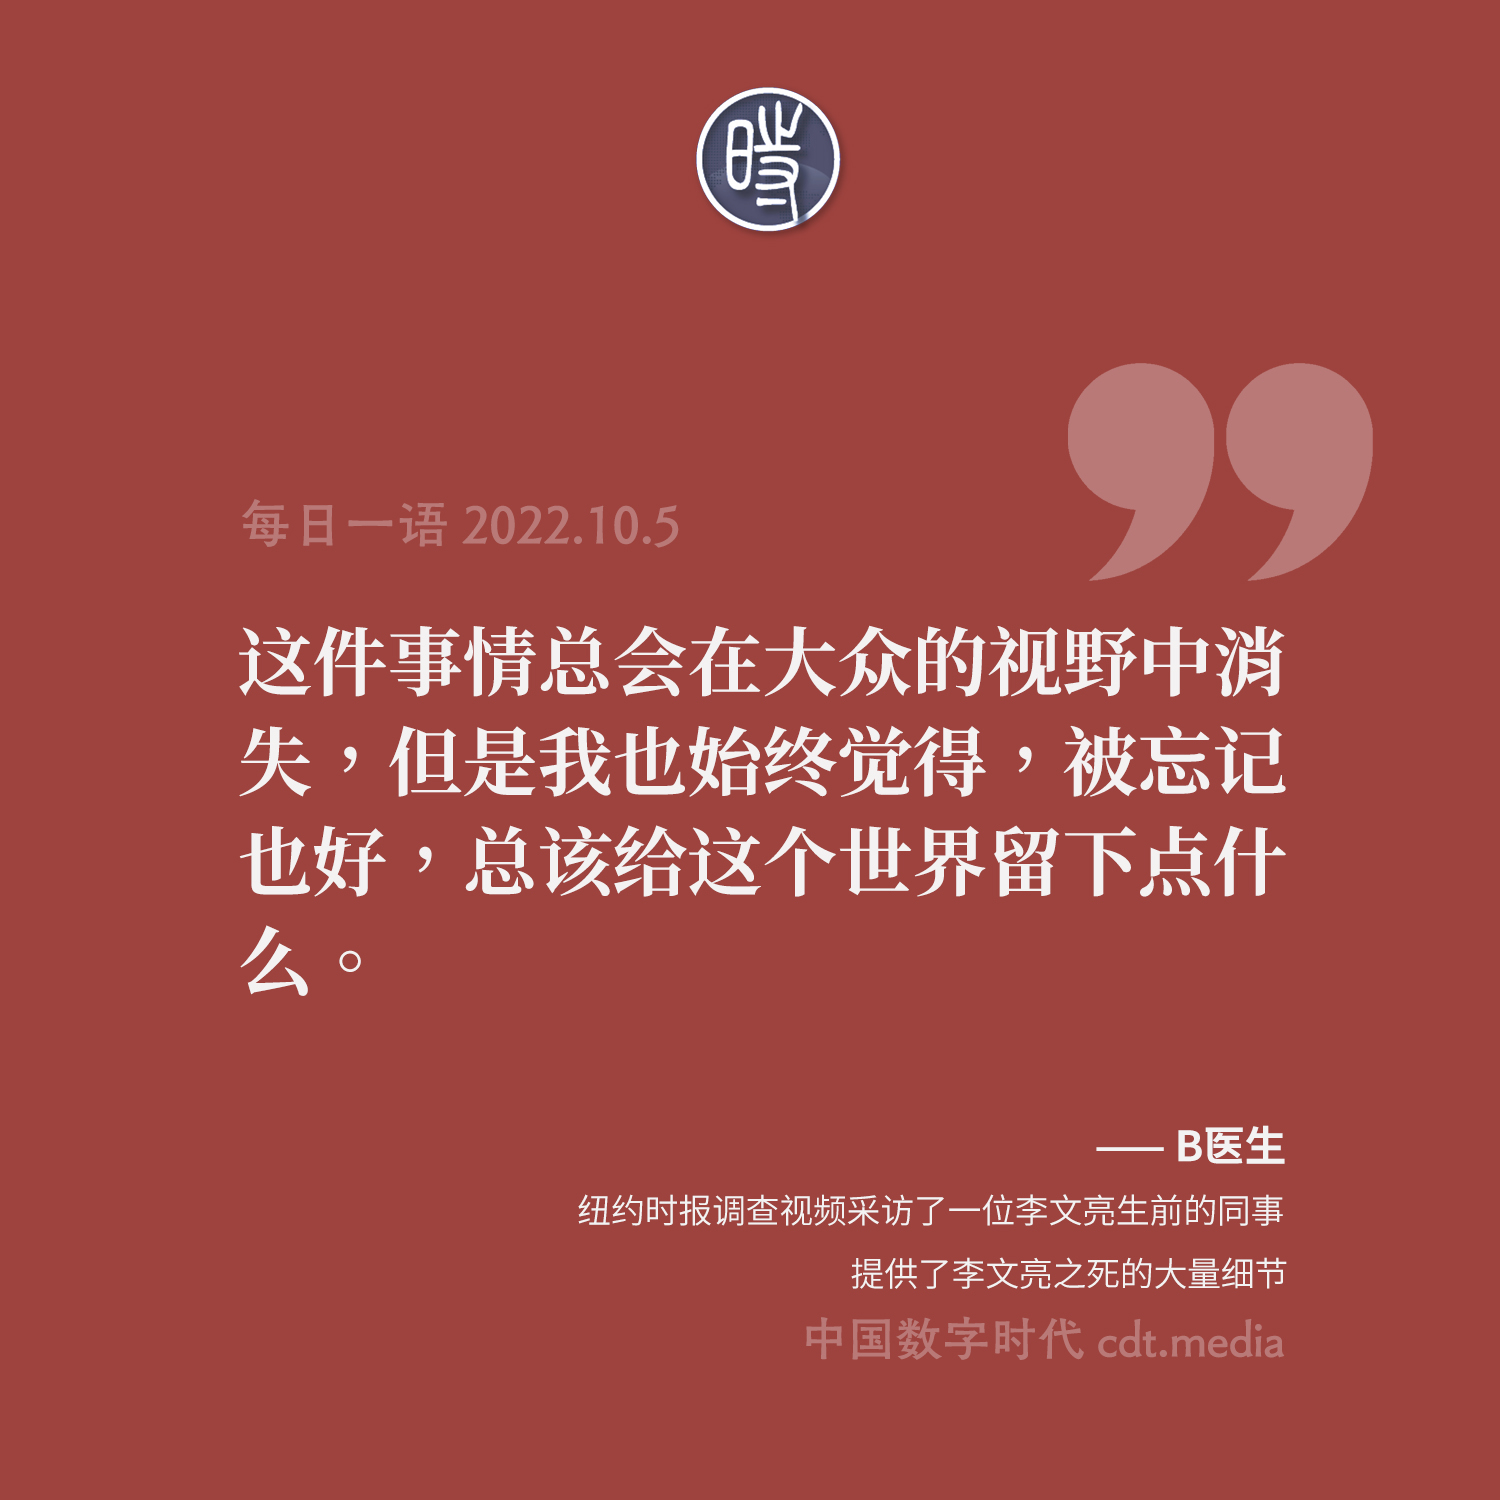 時
每日一语 2022.10.5
这件事情总会在大众的视野中消
失，但是我也始终觉得，被忘记
也好，总该给这个世界留下点什
么。
—— B医生
纽约时报调查视频采访了一位李文亮生前的同事
提供了李文亮之死的大量细节
中国数字时代 cdt.media